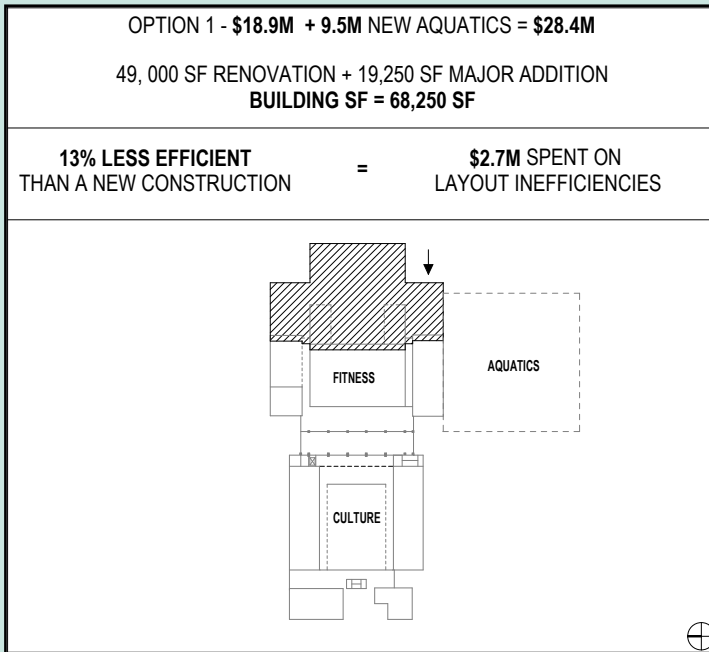 OPTION 1 - $18.9M + 9.5M NEW AQUATICS = $28.4M
49, 000 SF RENOVATION + 19,250 SF MAJOR ADDITION
BUILDING SF = 68,250 SF
13% LESS EFFICIENT
THAN A NEW CONSTRUCTION
=
$2.7M SPENT ON
LAYOUT INEFFICIENCIES
AQUATICS
FITNESS
CULTURE